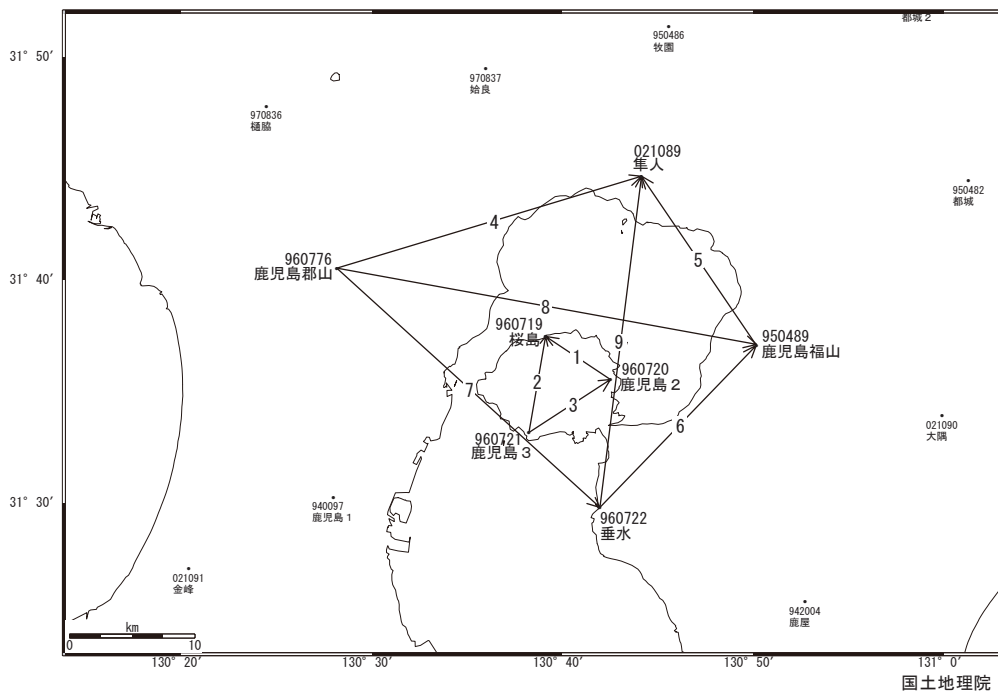 都城２
950486
牧園
31° 50′
970837
姶良
970836
樋脇
021089
隼人
950482
都城
4
960776
鹿児島郡山
5
31° 40′
8
960719
桜島
950489
鹿児島福山
9
1
960720
鹿児島２
2
7
3
6
021090
大隅
960721
鹿児島３
31° 30′
940097
鹿児島１
960722
垂水
021091
金峰
942004
鹿屋
km
0 10
130° 20′ 130° 30′ 130° 40′ 130° 50′ 131° 0′
国土地理院